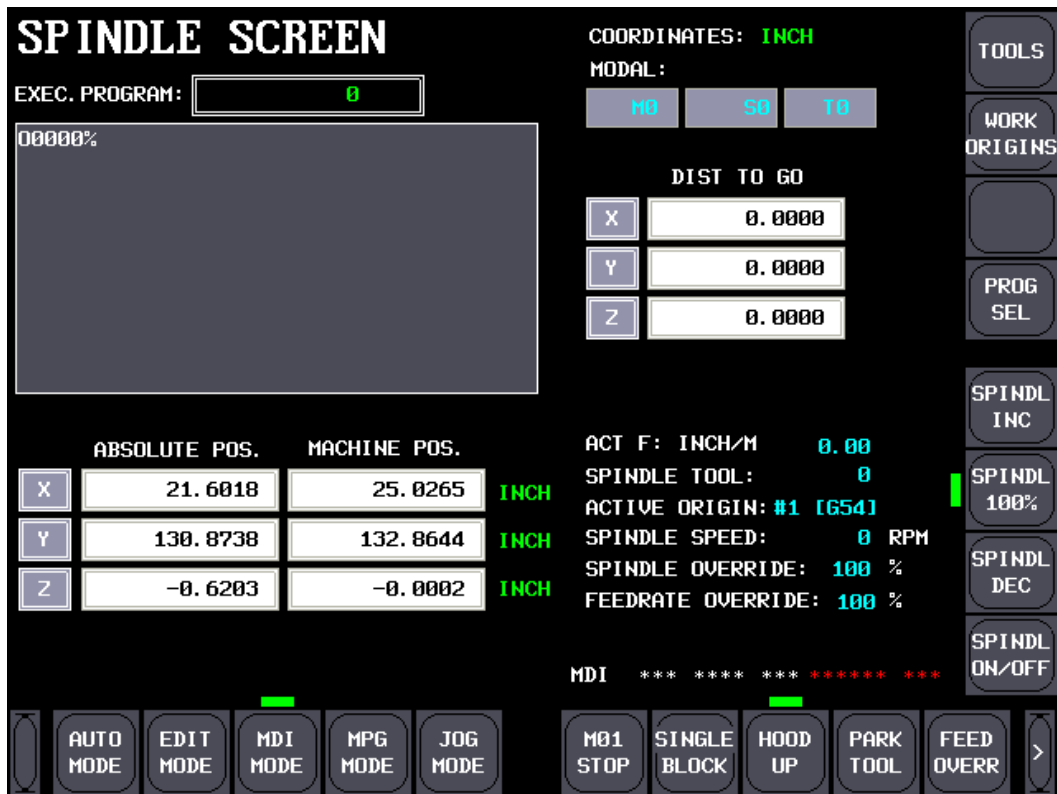 SPINDLE SCREEN
EXEC. PROGRAM: 0
O0000%
COORDINATES: INCH
MODAL:
M0 S0 T0
DIST TO GO
X 0.0000
Y 0.0000
Z 0.0000
ABSOLUTE POS. MACHINE POS.
X 21.6018 25.0265 INCH
Y 130.8738 132.8644 INCH
Z -0.6203 -0.0002 INCH
ACT F: INCH/M 0.00
SPINDLE TOOL: 0
ACTIVE ORIGIN: #1 [G54]
SPINDLE SPEED: 0 RPM
SPINDLE OVERRIDE: 100 %
FEEDRATE OVERRIDE: 100 %
MDI *** **** *** ****** ***
TOOLS
WORK
ORIGINS
PROG
SEL
SPINDL
INC
SPINDL
100%
SPINDL
DEC
SPINDL
ON/OFF
AUTO
MODE
EDIT
MODE
MDI
MODE
MPG
MODE
JOG
MODE
M01
STOP
SINGLE
BLOCK
HOOD
UP
PARK
TOOL
FEED
OVERR
>